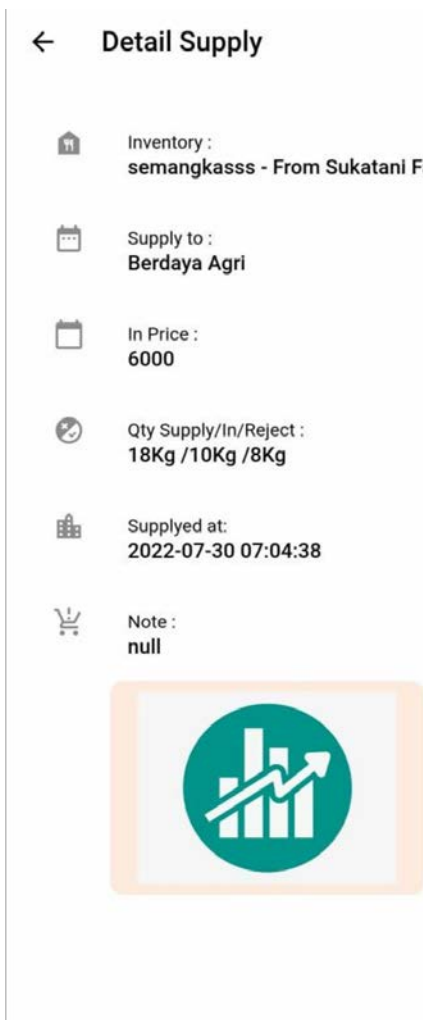 Detail Supply
Inventory :
semangkasss - From Sukatani F
Supply to :
Berdaya Agri
In Price :
6000
Qty Supply/In/Reject :
18Kg /10Kg /8Kg
Supplyed at:
2022-07-30 07:04:38
Note :
null